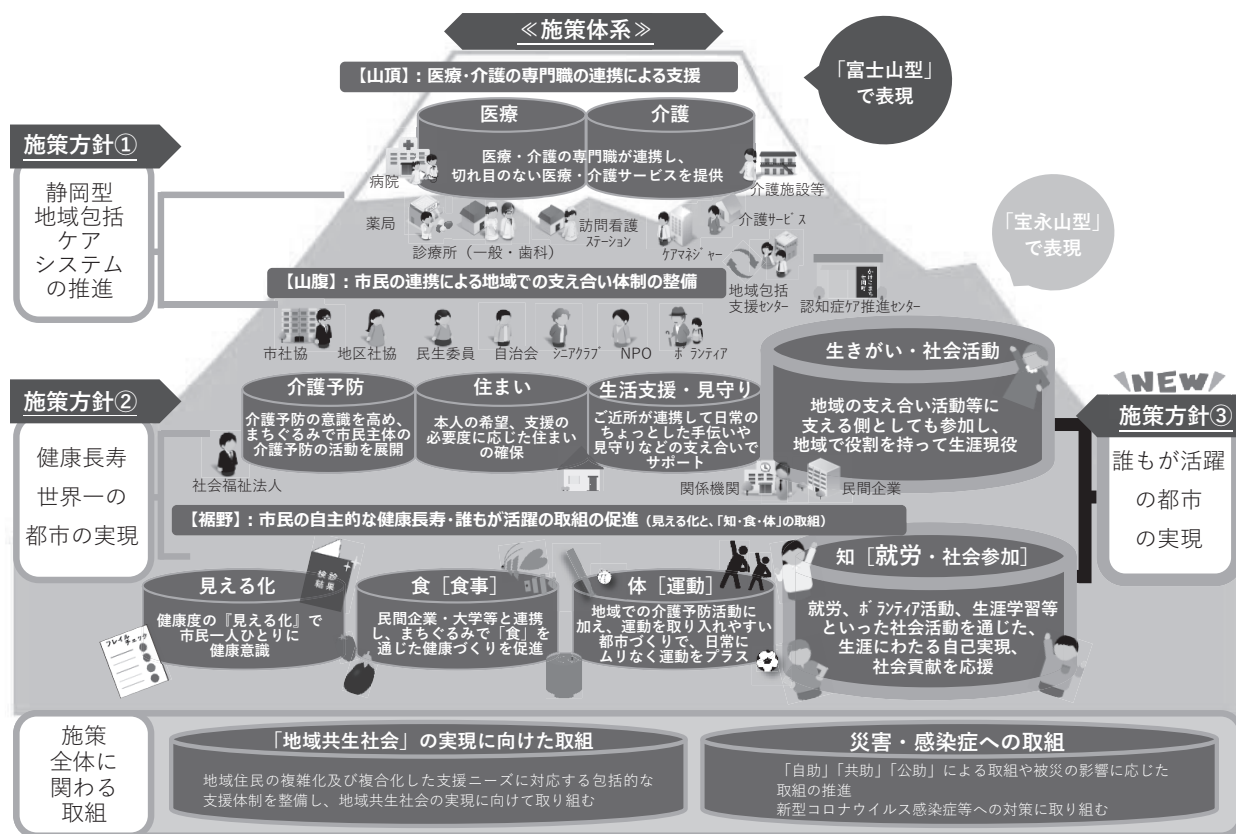 ≪施策体系≫
「富士山型」
で表現
【山頂】：医療・介護の専門職の連携による支援
医療
介護
医療・介護の専門職が連携し、
切れ目のない医療・介護サービスを提供
病院
介護施設等
薬局
診療所（一般・歯科）
訪問看護
ステーション
ケアマネジャー
介護サービス
「宝永山型」
で表現
施策方針①
静岡型
地域包括
ケア
システム
の推進
【山腹】：市民の連携による地域での支え合い体制の整備
地域包括
支援センター
かけこまち
七間町
認知症ケア推進センター
市社協
地区社協
民生委員
自治会
シニアクラブ
NPO
ボランティア
生きがい・社会活動
地域の支え合い活動等に
支える側としても参加し、
地域で役割を持って生涯現役
介護予防
介護予防の意識を高め、
まちぐるみで市民主体の
介護予防の活動を展開
住まい
本人の希望、支援の
必要度に応じた住まい
の確保
生活支援・見守り
ご近所が連携して日常の
ちょっとした手伝いや
見守りなどの支え合いで
サポート
社会福祉法人
関係機関
民間企業
施策方針②
健康長寿
世界一の
都市の実現
NEW
施策方針③
誰もが活躍
の都市
の実現
【裾野】：市民の自主的な健康長寿・誰もが活躍の取組の促進（見える化と、「知・食・体」の取組）
検診
結果
見える化
健康度の『見える化』で
市民一人ひとりに
健康意識
フレイル
チェック
食［食事］
民間企業・大学等と連携
し、まちぐるみで「食」を
通じた健康づくりを促進
体［運動］
地域での介護予防活動に
加え、運動を取り入れやすい
都市づくりで、日常に
ムリなく運動をプラス
知［就労・社会参加］
就労、ボランティア活動、生涯学習等
といった社会活動を通じた、
生涯にわたる自己実現、
社会貢献を応援
施策
全体に
関わる
取組
「地域共生社会」の実現に向けた取組
地域住民の複雑化及び複合化した支援ニーズに対応する包括的な
支援体制を整備し、地域共生社会の実現に向けて取り組む
災害・感染症への取組
「自助」「共助」「公助」による取組や被災の影響に応じた
取組の推進
新型コロナウイルス感染症等への対策に取り組む